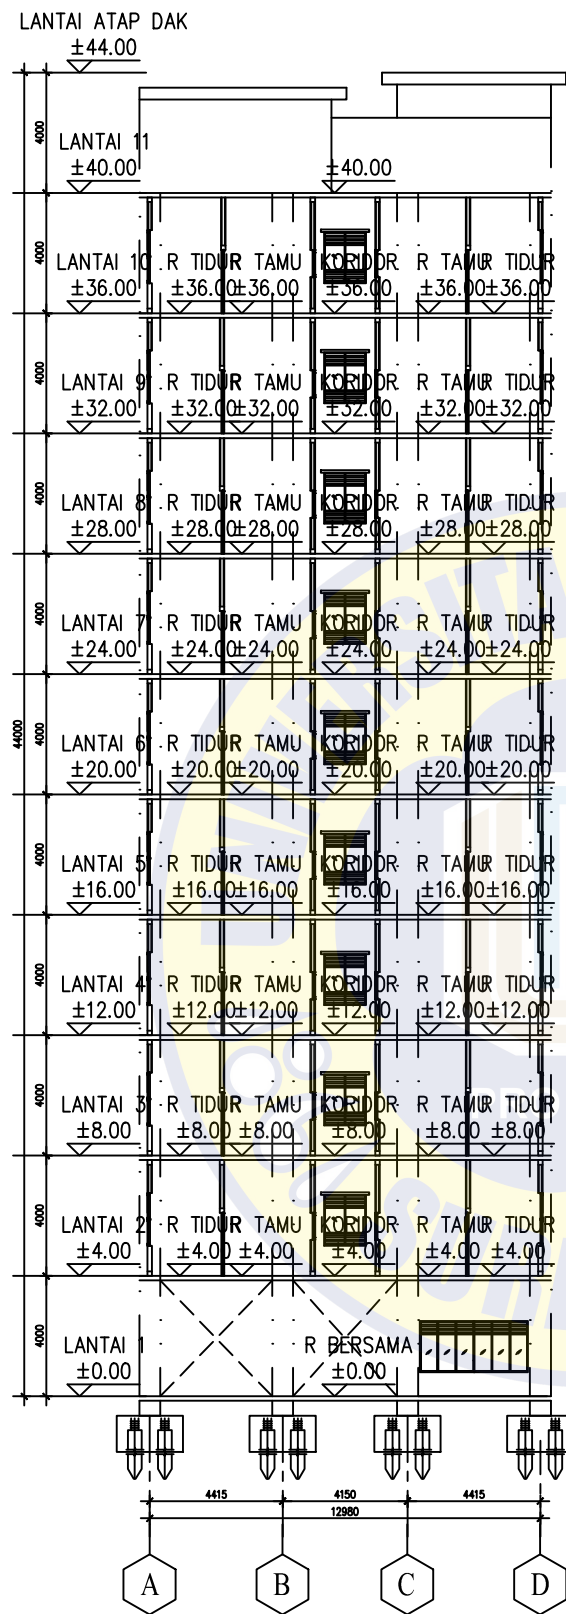 LANTAI ATAP DAK
±44.00
4000
LANTAI 11
±40.00 ±40.00
4000
LANTAI 10 R TIDUR R TAMU KORIDOR R TAMU R TIDUR
±36.00 ±36.00 ±36.00 ±36.00 ±36.00 ±36.00
4000
LANTAI 9 R TIDUR R TAMU KORIDOR R TAMU R TIDUR
±32.00 ±32.00 ±32.00 ±32.00 ±32.00 ±32.00
4000
LANTAI 8 R TIDUR R TAMU KORIDOR R TAMU R TIDUR
±28.00 ±28.00 ±28.00 ±28.00 ±28.00 ±28.00
4000
LANTAI 7 R TIDUR R TAMU KORIDOR R TAMU R TIDUR
±24.00 ±24.00 ±24.00 ±24.00 ±24.00 ±24.00
44000
4000
LANTAI 6 R TIDUR R TAMU KORIDOR R TAMU R TIDUR
±20.00 ±20.00 ±20.00 ±20.00 ±20.00 ±20.00
4000
LANTAI 5 R TIDUR R TAMU KORIDOR R TAMU R TIDUR
±16.00 ±16.00 ±16.00 ±16.00 ±16.00 ±16.00
4000
LANTAI 4 R TIDUR R TAMU KORIDOR R TAMU R TIDUR
±12.00 ±12.00 ±12.00 ±12.00 ±12.00 ±12.00
4000
LANTAI 3 R TIDUR R TAMU KORIDOR R TAMU R TIDUR
±8.00 ±8.00 ±8.00 ±8.00 ±8.00 ±8.00
4000
LANTAI 2 R TIDUR R TAMU KORIDOR R TAMU R TIDUR
±4.00 ±4.00 ±4.00 ±4.00 ±4.00 ±4.00
4000
LANTAI 1 R BERSAMA
±0.00 ±0.00
4415 4150 4415
12980
A B C D